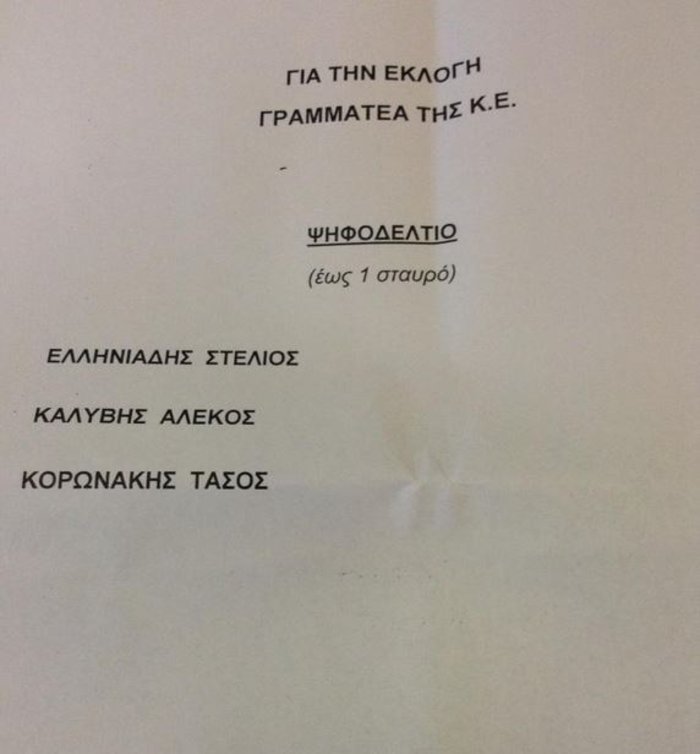 ΓΙΑ ΤΗΝ ΕΚΛΟΓΗ
ΓΡΑΜΜΑΤΕΑ ΤΗΣ Κ.Ε.
-
ΨΗΦΟΔΕΛΤΙΟ
(έως 1 σταυρό)
ΕΛΛΗΝΙΑΔΗΣ ΣΤΕΛΙΟΣ
ΚΑΛΥΒΗΣ ΑΛΕΚΟΣ
ΚΟΡΩΝΑΚΗΣ ΤΑΣΟΣ